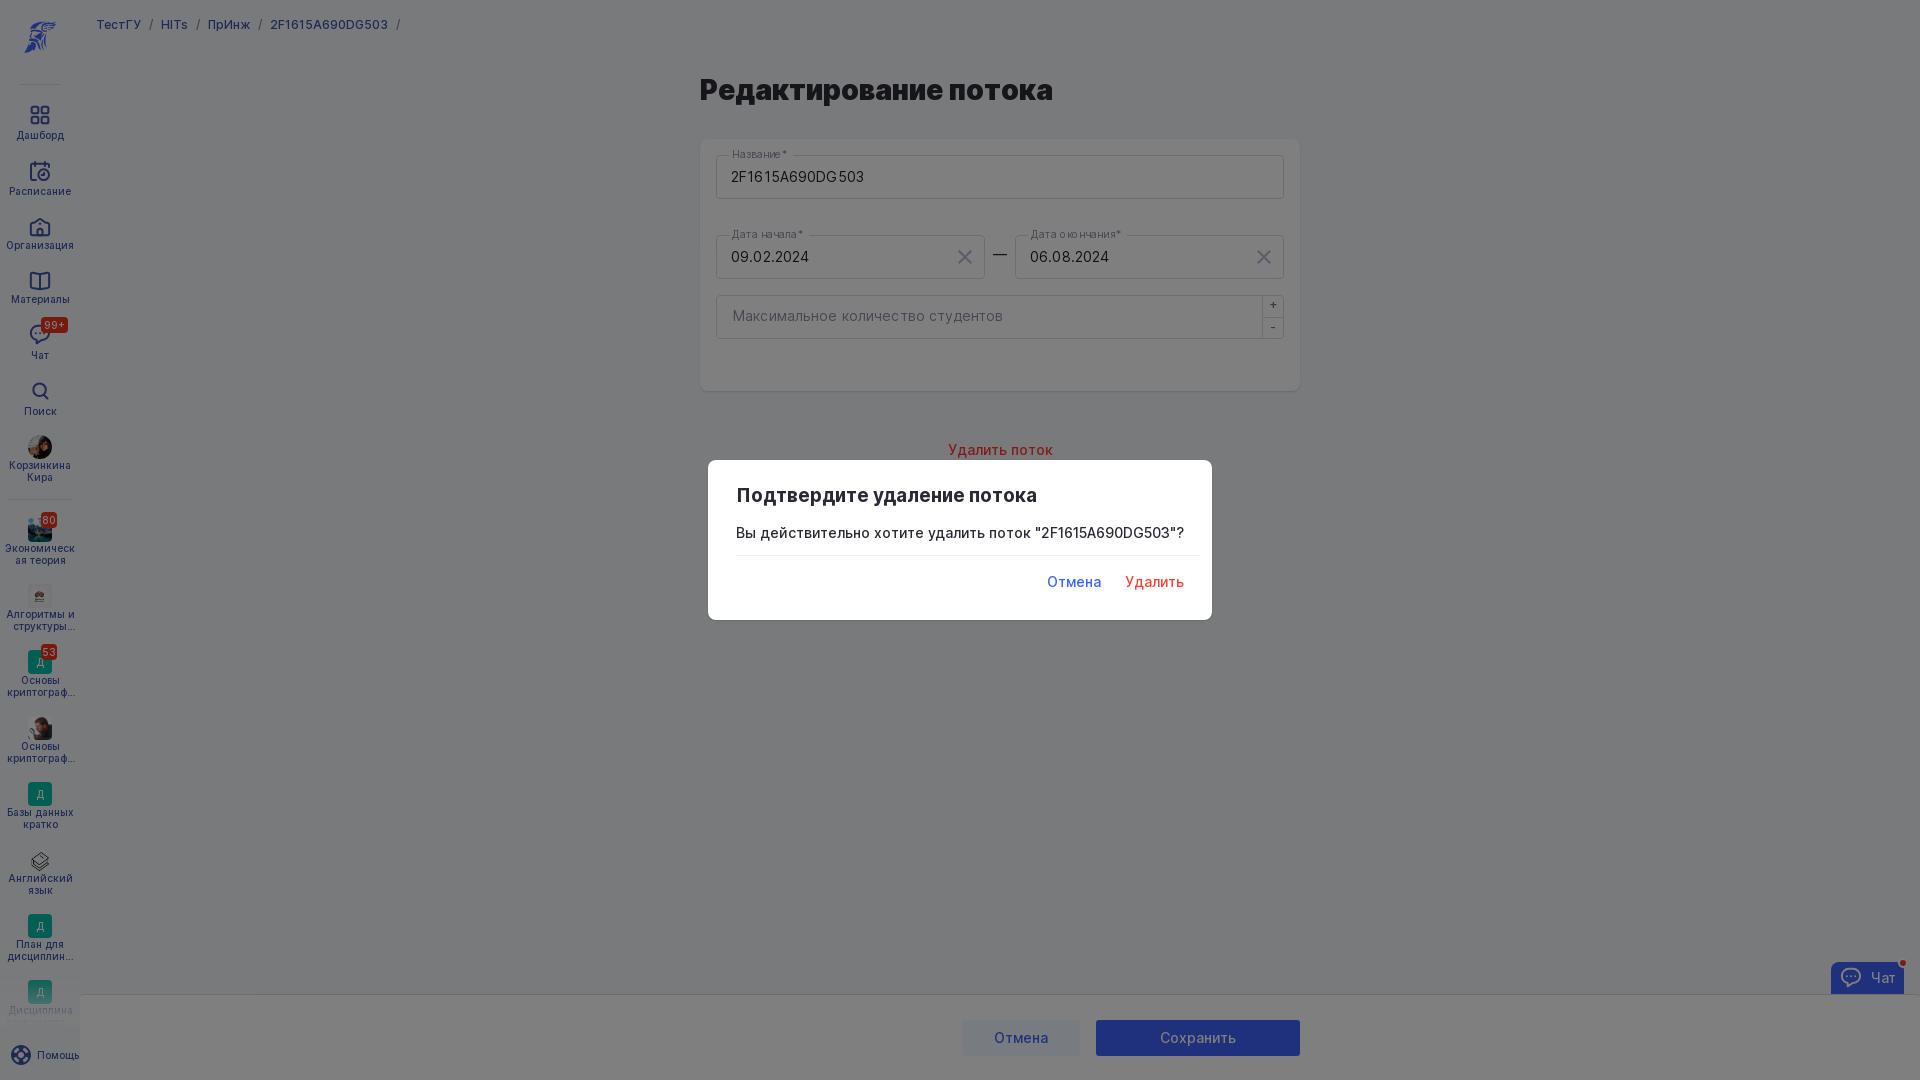 ТестГУ / HITs / ПрИнж / 2F1615A690DG503 /
Дашборд
Расписание
Организация
Материалы
99+
Чат
Поиск
Корзинкина
Кира
80
Экономическ
ая теория
Алгоритмы и
структуры...
53
Д
Основы
криптограф...
Основы
криптограф...
Д
Базы данных
кратко
Английский
язык
Д
План для
дисциплин...
Д
Дисциплина
Помощь
Редактирование потока
Название*
2F1615A690DG503
Дата начала*
09.02.2024
—
Дата окончания*
06.08.2024
Максимальное количество студентов
+
-
Удалить поток
Подтвердите удаление потока
Вы действительно хотите удалить поток "2F1615A690DG503"?
Отмена Удалить
Чат
Отмена Сохранить